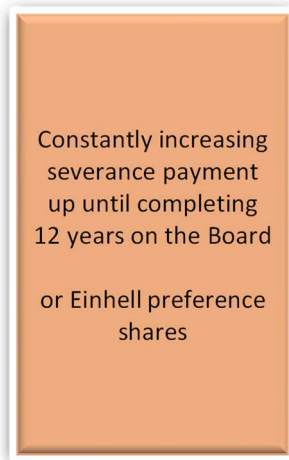 Constantly increasing
severance payment
up until completing
12 years on the Board
or Einhell preference
shares